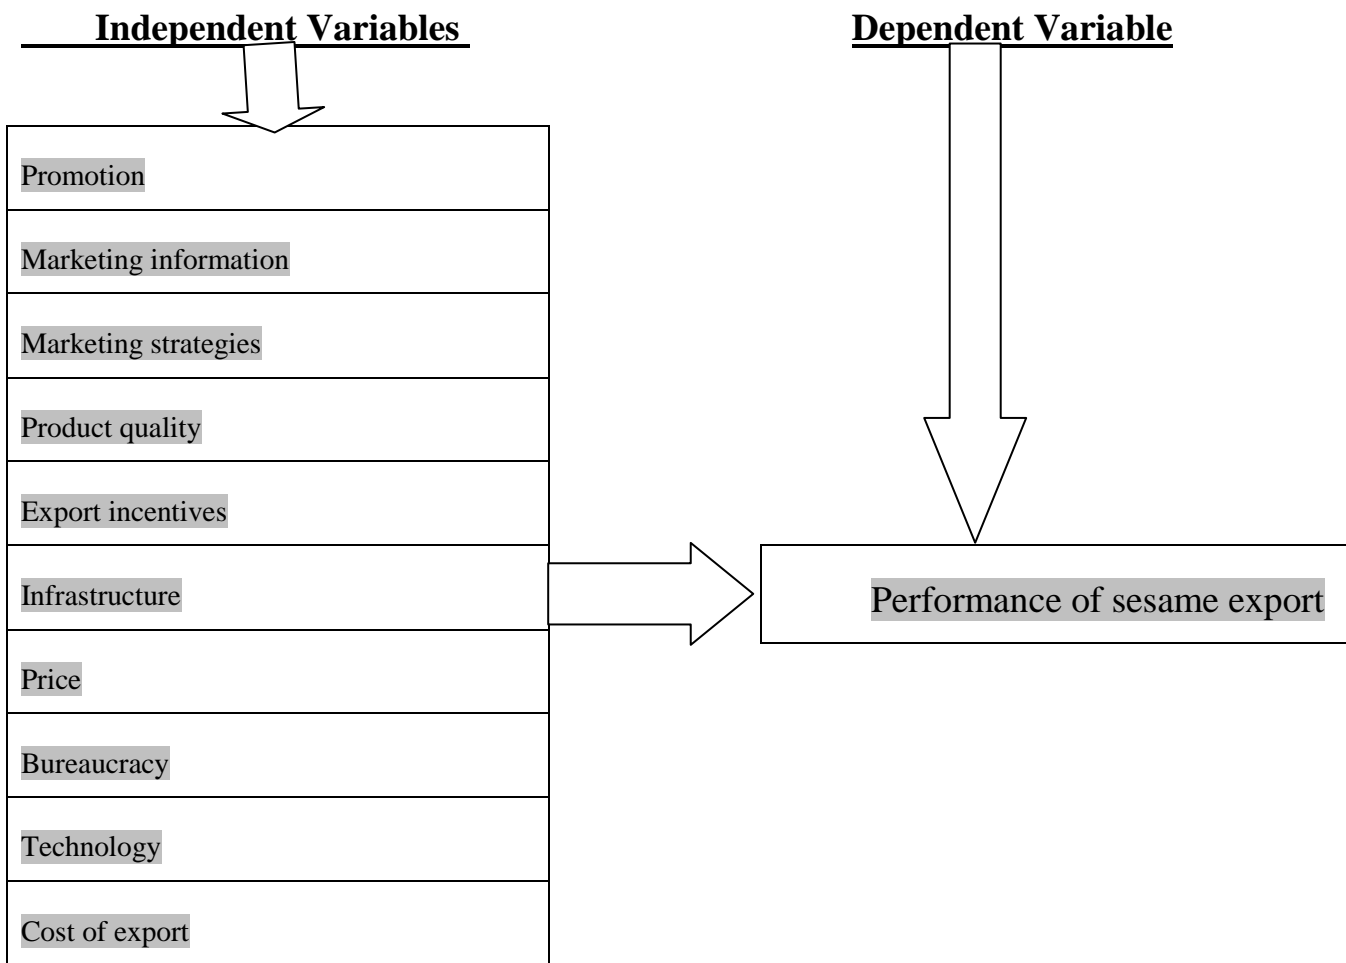 Independent Variables
Dependent Variable
Promotion
Marketing information
Marketing strategies
Product quality
Export incentives
Infrastructure
Performance of sesame export
Price
Bureaucracy
Technology
Cost of export